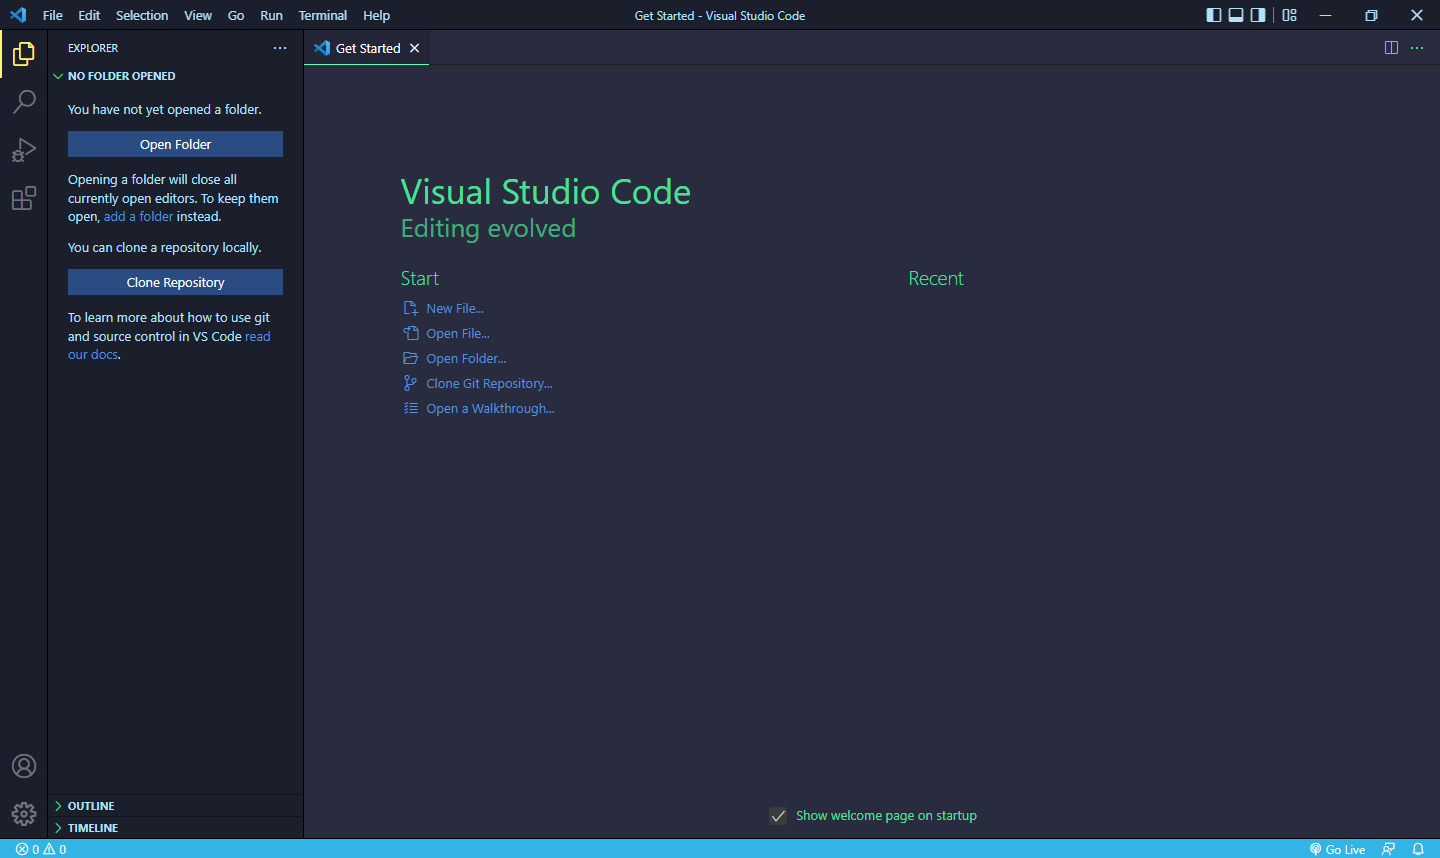 File Edit Selection View Go Run Terminal Help
Get Started - Visual Studio Code
EXPLORER
NO FOLDER OPENED
You have not yet opened a folder.
Open Folder
Opening a folder will close all
currently open editors. To keep them
open, add a folder instead.
You can clone a repository locally.
Clone Repository
To learn more about how to use git
and source control in VS Code read
our docs.
OUTLINE
TIMELINE
Get Started
Visual Studio Code
Editing evolved
Start
New File...
Open File...
Open Folder...
Clone Git Repository...
Open a Walkthrough...
Recent
Show welcome page on startup
0 0
Go Live